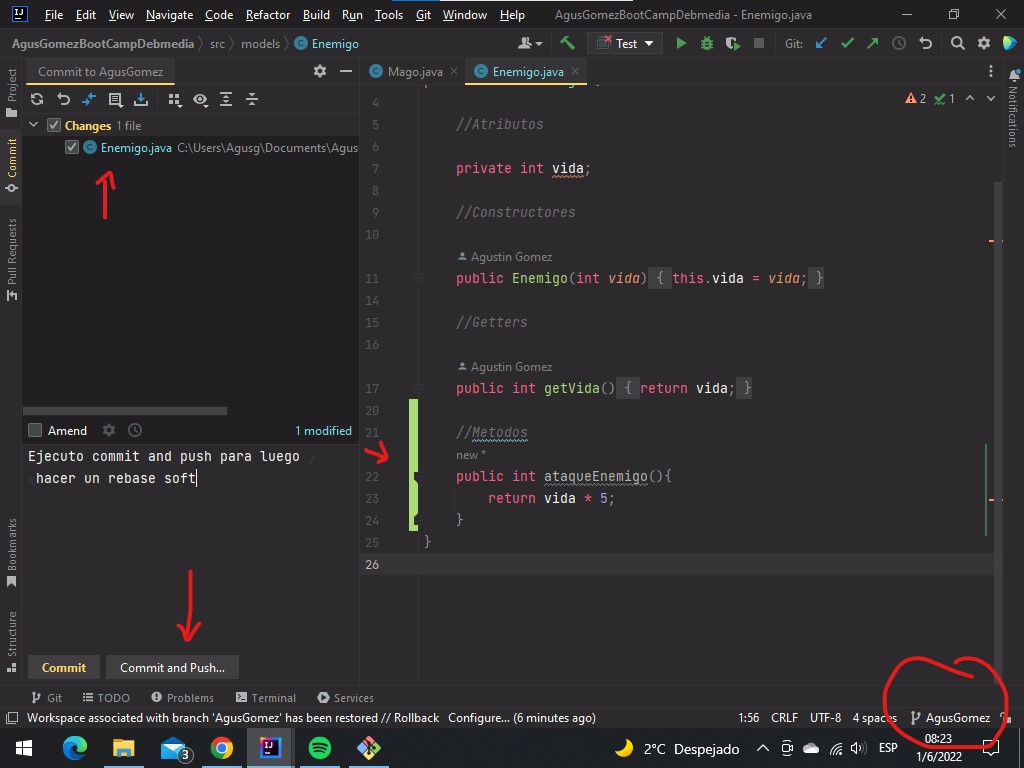 File Edit View Navigate Code Refactor Build Run Tools Git Window Help AgusGomezBootCampDebmedia - Enemigo.java
AgusGomezBootCampDebmedia src models Enemigo Test Git:
Project
Commit
Pull Requests
Bookmarks
Structure
Commit to AgusGomez
Changes 1 file
Enemigo.java C:\Users\Agusg\Documents\Agus
Amend 1 modified
Ejecuto commit and push para luego
hacer un rebase soft
Commit Commit and Push...
Mago.java Enemigo.java
2 1
4
5 //Atributos
6
7 private int vida;
8
9 //Constructores
10
Agustin Gomez
11 public Enemigo(int vida) { this.vida = vida; }
14
15 //Getters
16
Agustin Gomez
17 public int getVida() { return vida; }
20
21 //Metodos
new *
22 public int ataqueEnemigo(){
23 return vida * 5;
24 }
25 }
26
Notifications
Git TODO Problems Terminal Services
Workspace associated with branch 'AgusGomez' has been restored // Rollback Configure... (6 minutes ago) 1:56 CRLF UTF-8 4 spaces AgusGomez
3 2°C Despejado ESP 08:23
1/6/2022